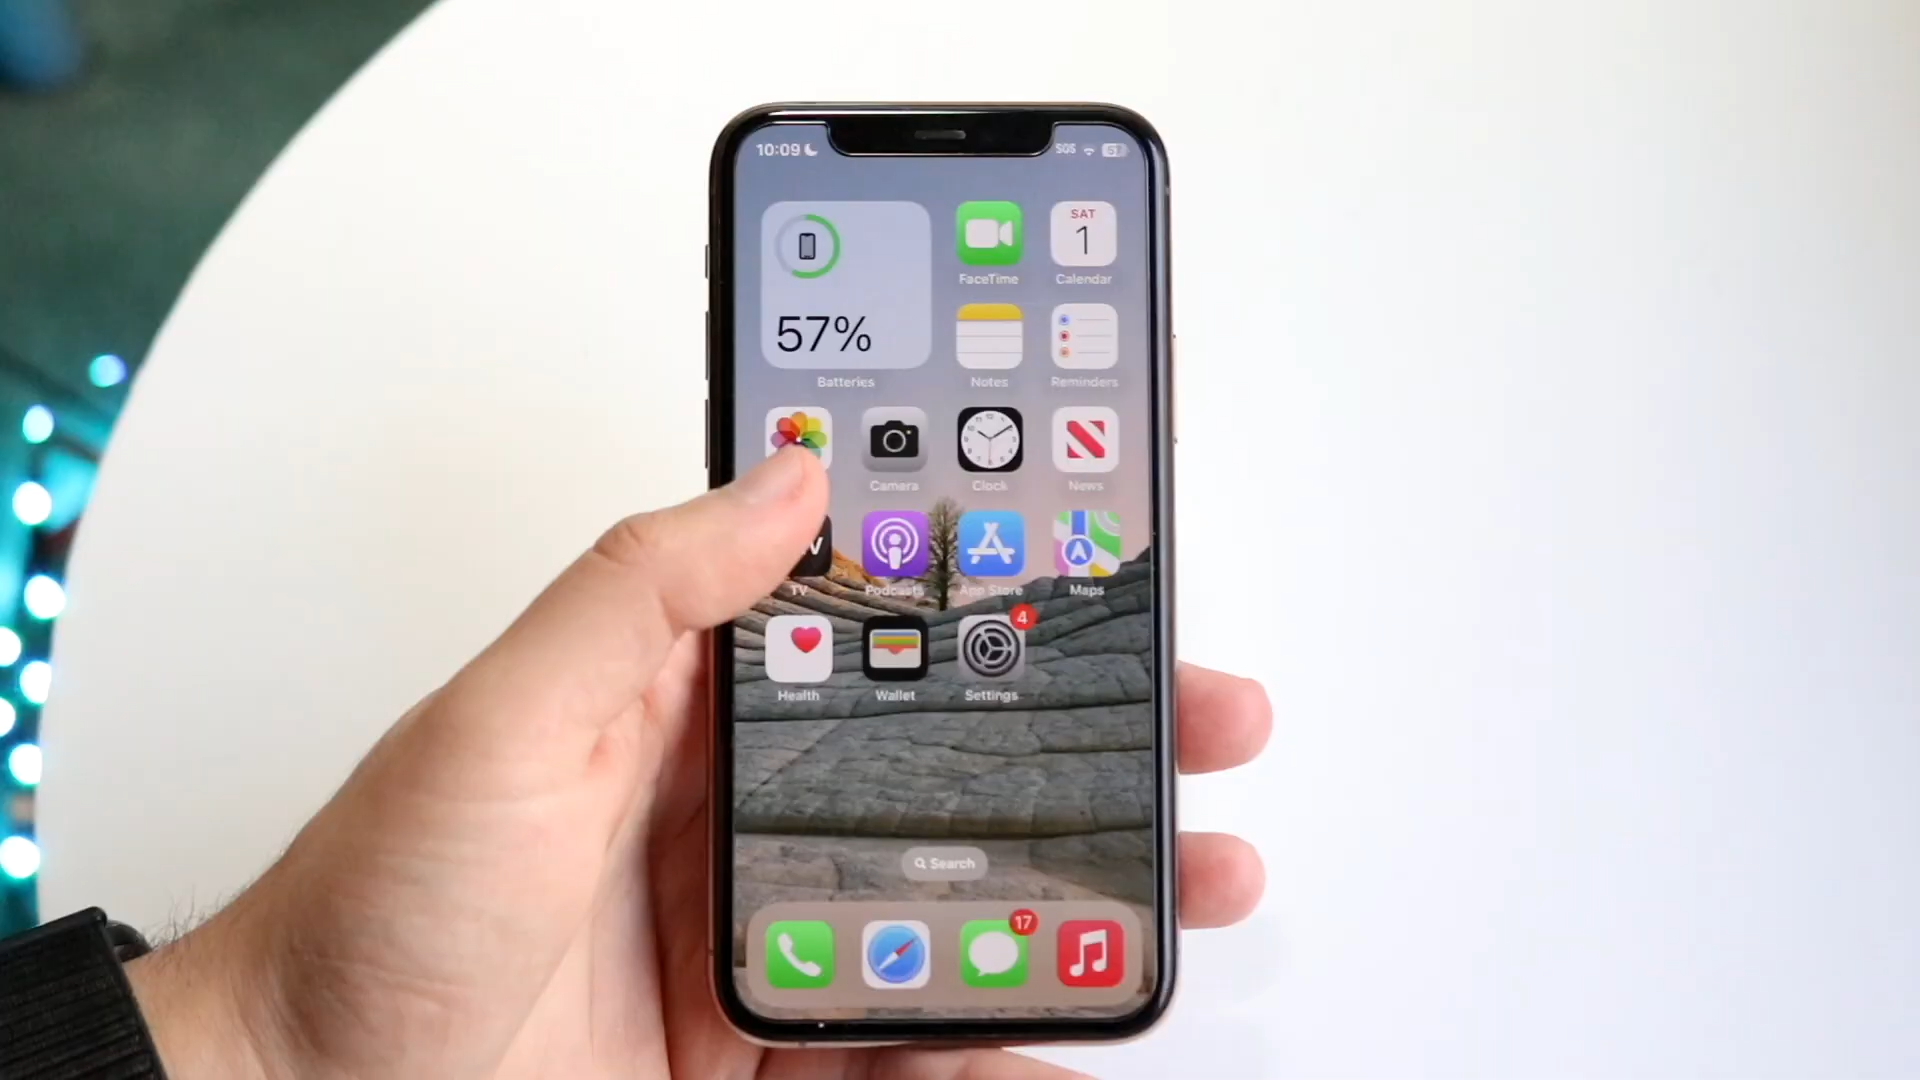 10:09 SOS 57
SAT
1
FaceTime Calendar
57%
Batteries Notes Reminders
Camera Clock News
TV Podcasts App Store Maps
4
Health Wallet Settings
Search
17